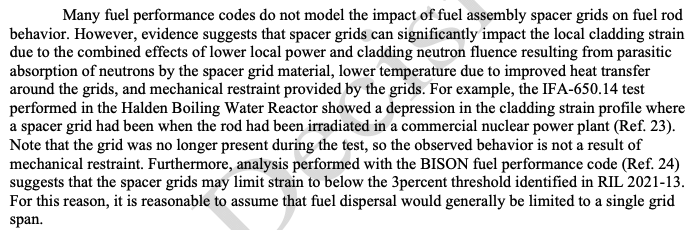 Many fuel performance codes do not model the impact of fuel assembly spacer grids on fuel rod
behavior. However, evidence suggests that spacer grids can significantly impact the local cladding strain
due to the combined effects of lower local power and cladding neutron fluence resulting from parasitic
absorption of neutrons by the spacer grid material, lower temperature due to improved heat transfer
around the grids, and mechanical restraint provided by the grids. For example, the IFA-650.14 test
performed in the Halden Boiling Water Reactor showed a depression in the cladding strain profile where
a spacer grid had been when the rod had been irradiated in a commercial nuclear power plant (Ref. 23).
Note that the grid was no longer present during the test, so the observed behavior is not a result of
mechanical restraint. Furthermore, analysis performed with the BISON fuel performance code (Ref. 24)
suggests that the spacer grids may limit strain to below the 3percent threshold identified in RIL 2021-13.
For this reason, it is reasonable to assume that fuel dispersal would generally be limited to a single grid
span.